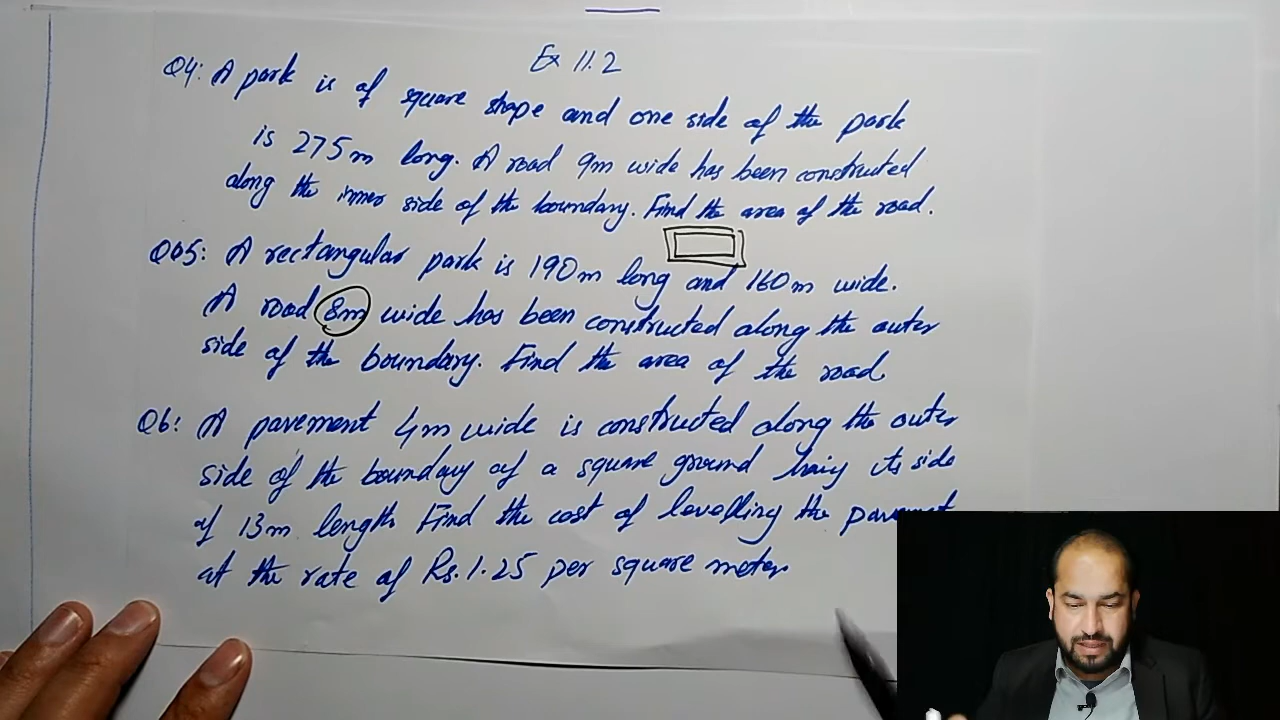 Ex 11.2
Q4: A park is of square shape and one side of the park
is 275m long. A road 9m wide has been constructed
along the inner side of the boundary. Find the area of the road.
Q05: A rectangular park is 190m long and 160m wide.
A road 8m wide has been constructed along the outer
side of the boundary. Find the area of the road
Q6: A pavement 4m wide is constructed along the outer
side of the boundary of a square ground haivy its side
of 13m length Find the cost of levelling the pavement
at the rate of Rs. 1.25 per square meter